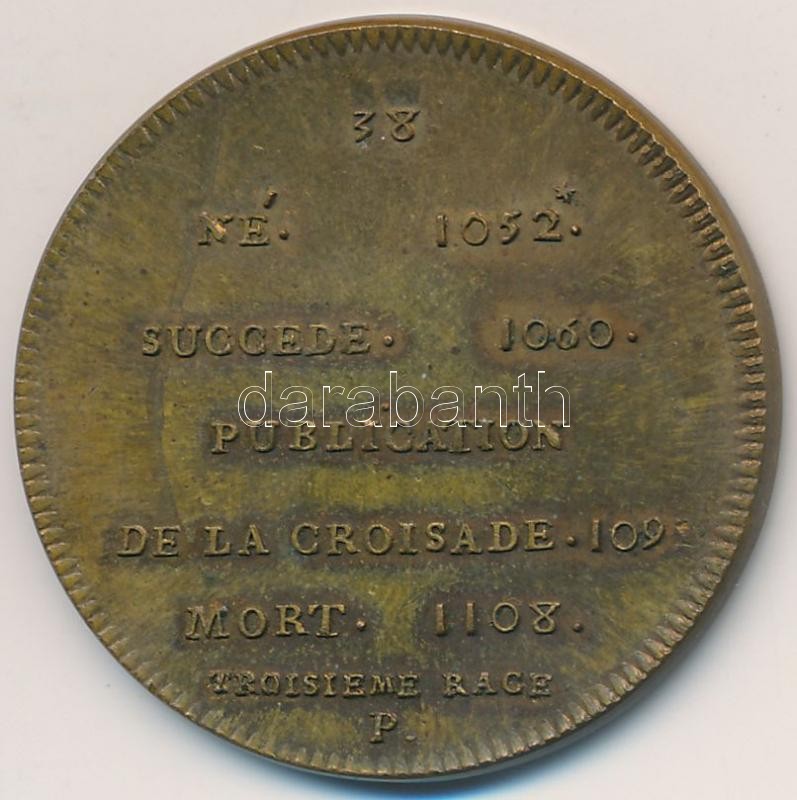 38
NÉ. 1052*.
SUCCEDE. 1060.
darabanth
PUBLICATION
DE LA CROISADE. 109
MORT. 1108.
TROISIEME RACE
P.